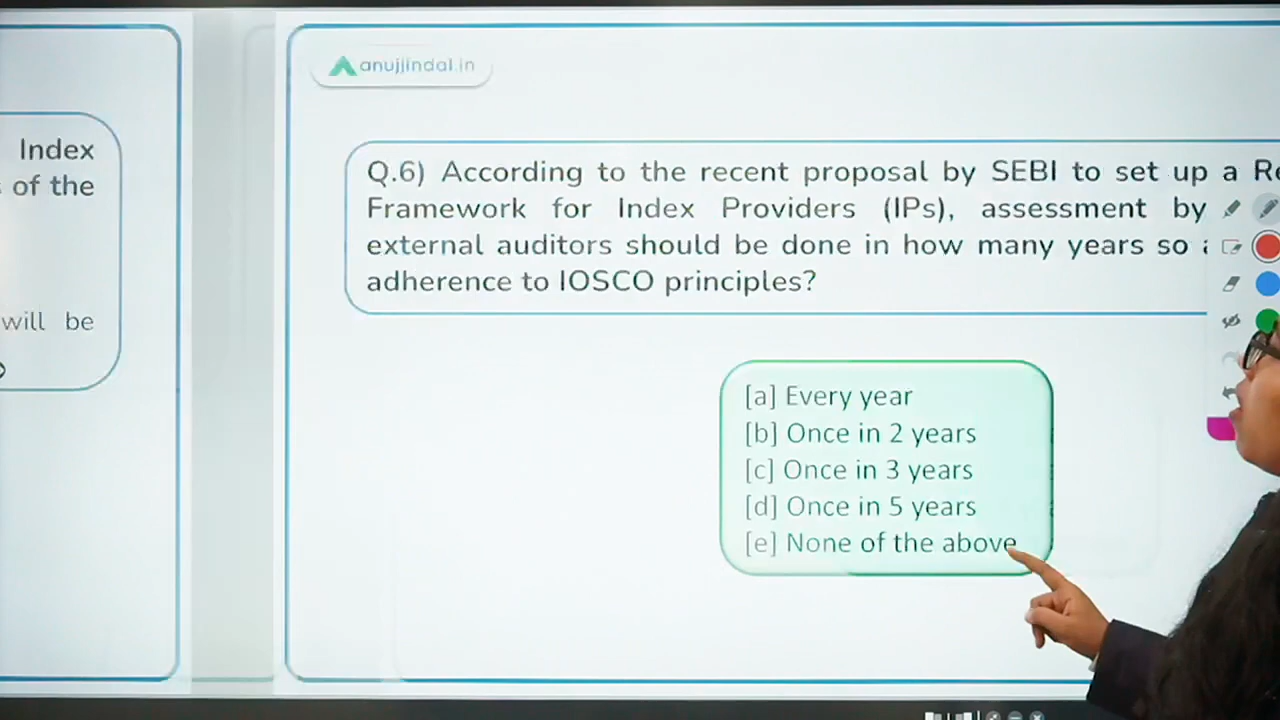 Index
of the
will be
anujjindal.in
Q.6) According to the recent proposal by SEBI to set up a
Framework for Index Providers (IPs), assessment by
external auditors should be done in how many years so
adherence to IOSCO principles?
[a] Every year
[b] Once in 2 years
[c] Once in 3 years
[d] Once in 5 years
[e] None of the above